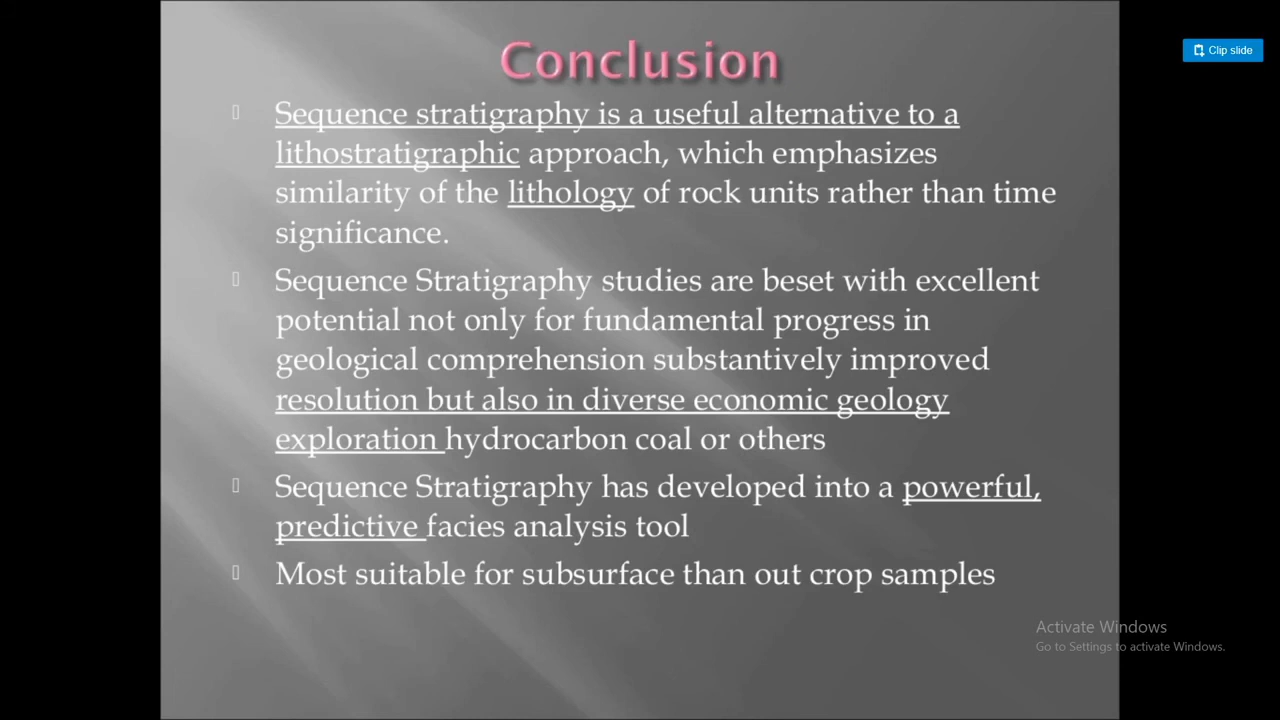 Conclusion
Clip slide
Sequence stratigraphy is a useful alternative to a
lithostratigraphic approach, which emphasizes
similarity of the lithology of rock units rather than time
significance.
Sequence Stratigraphy studies are beset with excellent
potential not only for fundamental progress in
geological comprehension substantively improved
resolution but also in diverse economic geology
exploration hydrocarbon coal or others
Sequence Stratigraphy has developed into a powerful,
predictive facies analysis tool
Most suitable for subsurface than out crop samples
Activate Windows
Go to Settings to activate Windows.